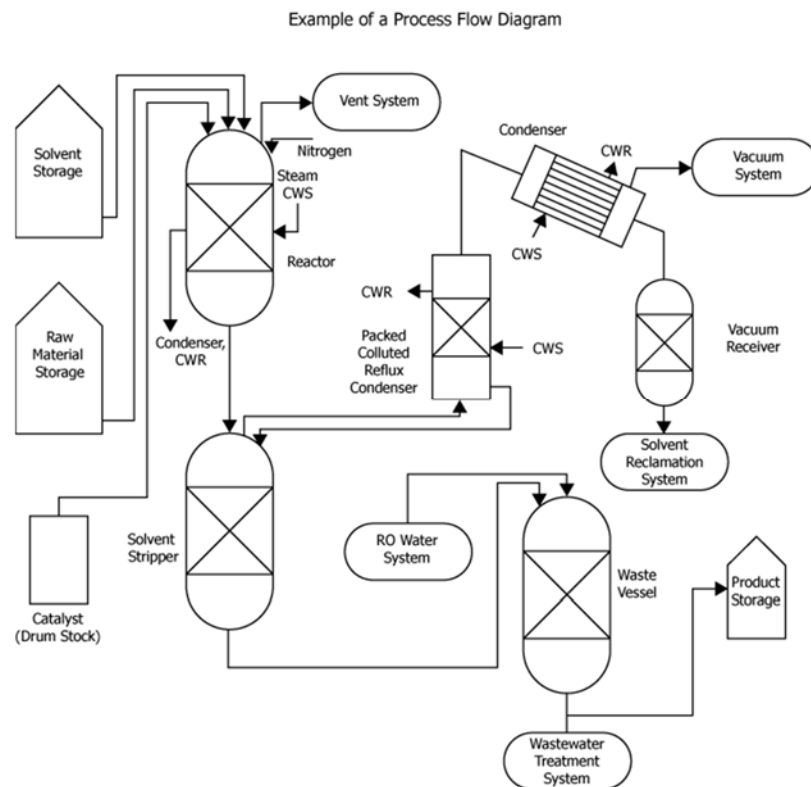 Example of a Process Flow Diagram
Vent System
Solvent
Storage
Nitrogen
Steam
CWS
Reactor
Condenser,
CWR
Raw
Material
Storage
Catalyst
(Drum Stock)
Solvent
Stripper
Condenser
CWR
CWS
Vacuum
System
CWR
CWS
Packed
Colluted
Reflux
Condenser
Vacuum
Receiver
Solvent
Reclamation
System
RO Water
System
Waste
Vessel
Product
Storage
Wastewater
Treatment
System